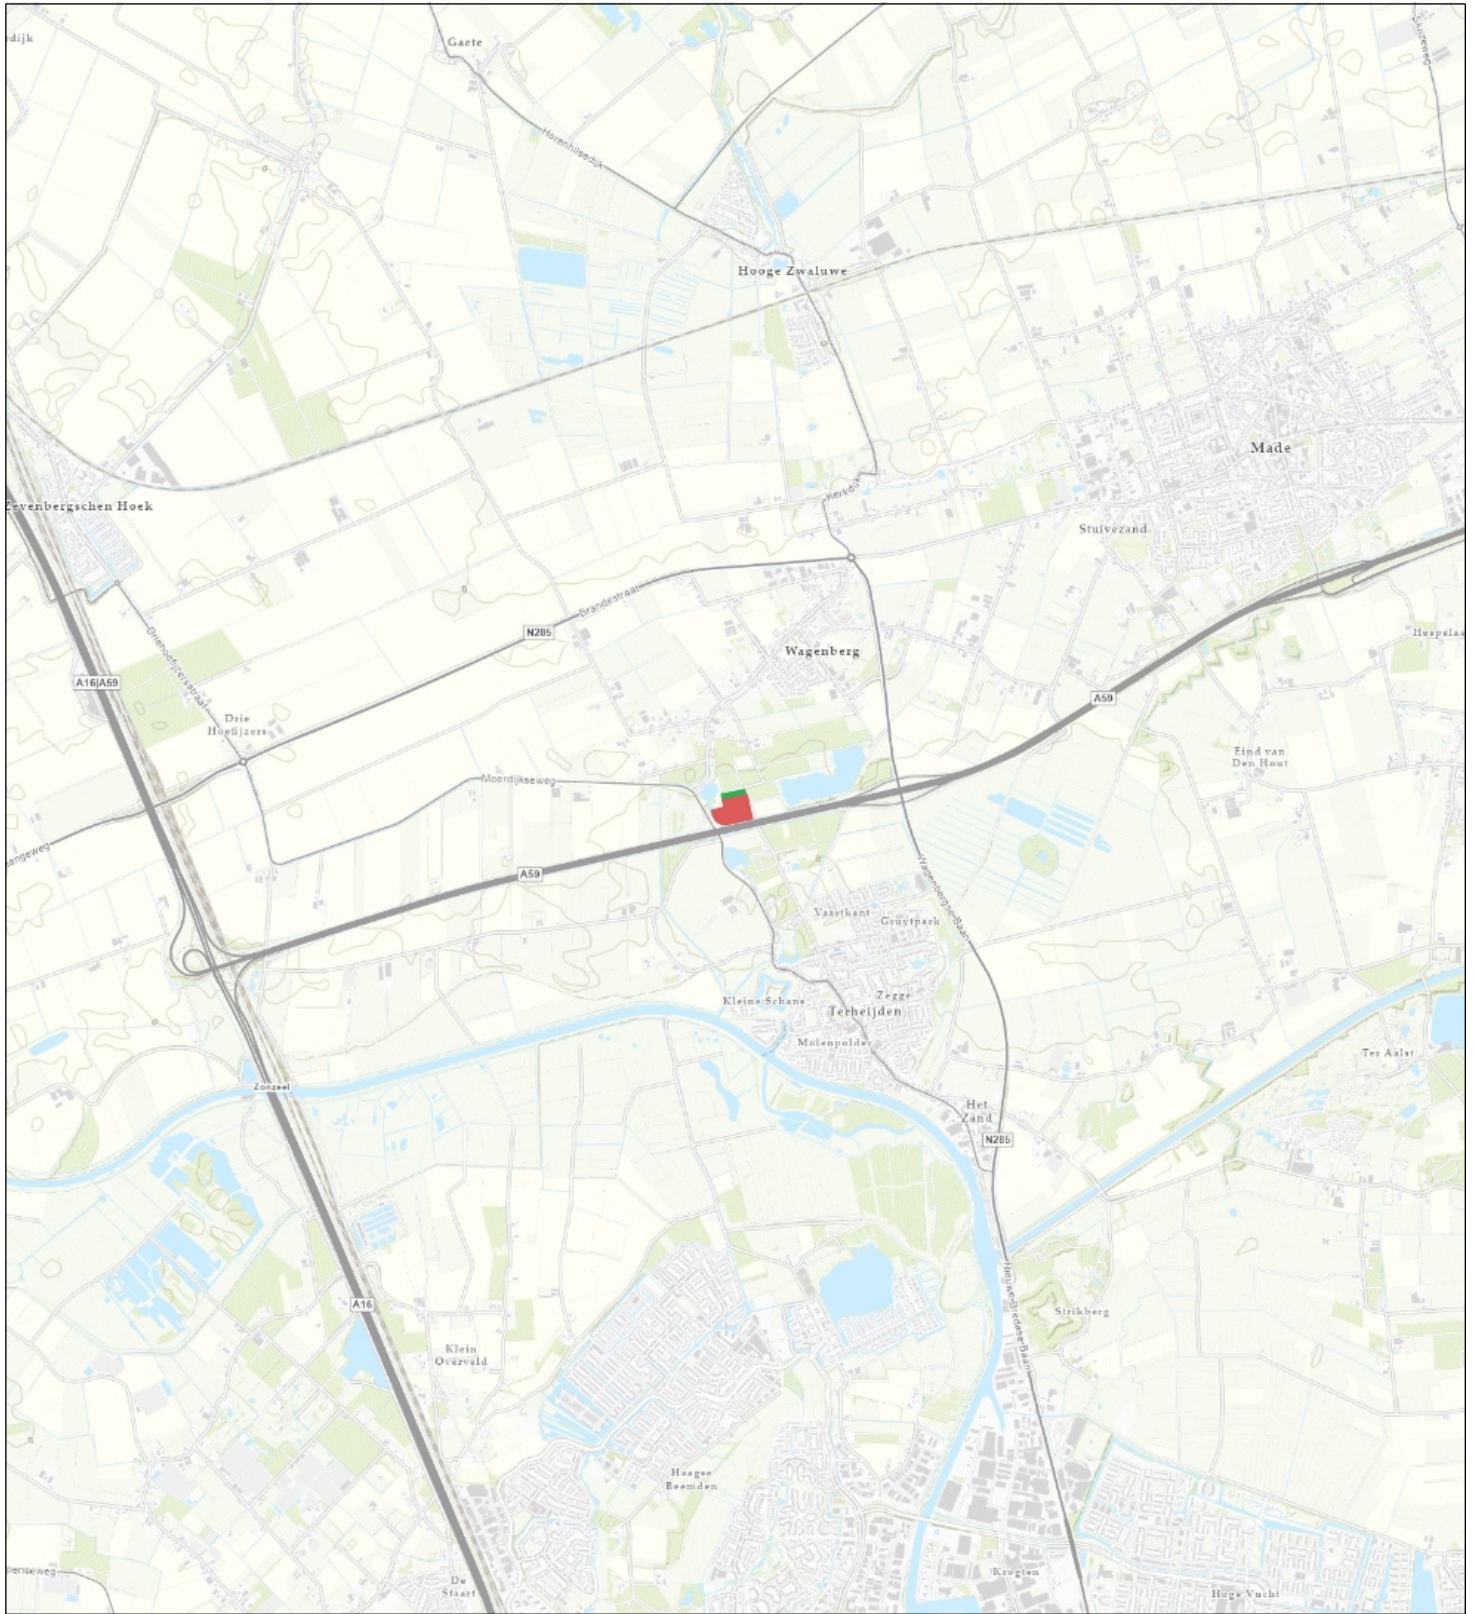 Gaete
Horenhilsedijk
Hooge Zwaluwe
Made
Zevenbergschen Hoek
Kerkdijk
Stuivezand
Brandestraat
N285
Wagenberg
A16|A59
Driehoefijzersstraat
A59
Drie
Hoefijzers
Eind van
Den Hout
Moerdijkseweg
A59
Wagenbergse Baan
Vaartkant
Gruytpark
Zegge
Kleine Schans
Terheijden
Molenpolder
Ter Aalst
Zonzeel
Het
Zand
N285
A16
Nieuwe Bredase Baan
Strikberg
Klein
Overveld
Haagse
Beemden
De
Staart
Krogten
Hoge Vucht